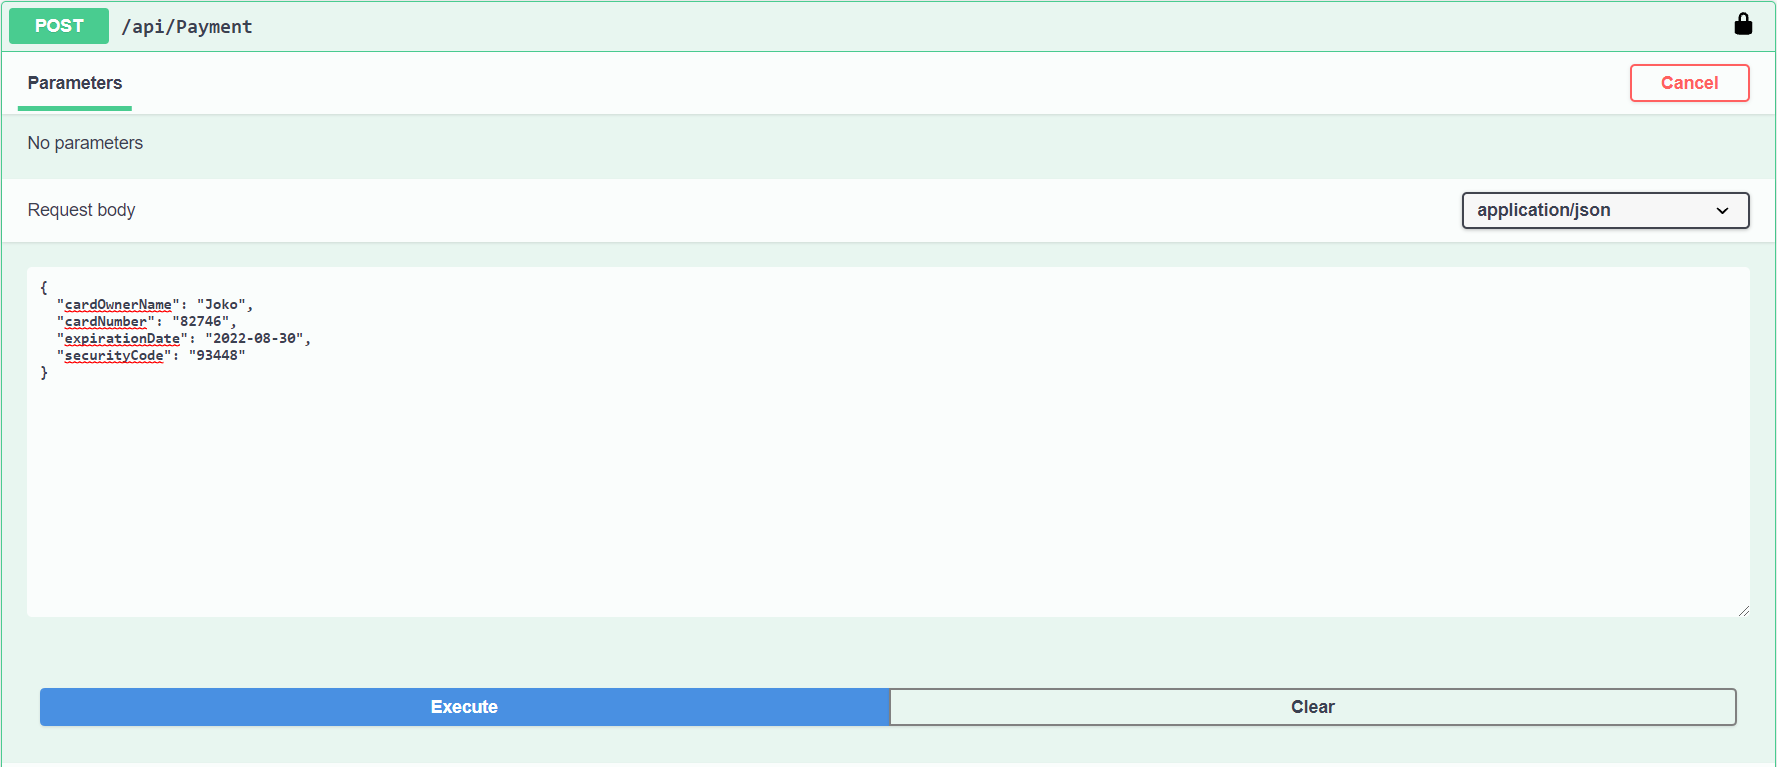 POST /api/Payment
Parameters
Cancel
No parameters
Request body
application/json
{
  "cardOwnerName": "Joko",
  "cardNumber": "82746",
  "expirationDate": "2022-08-30",
  "securityCode": "93448"
}
Execute
Clear